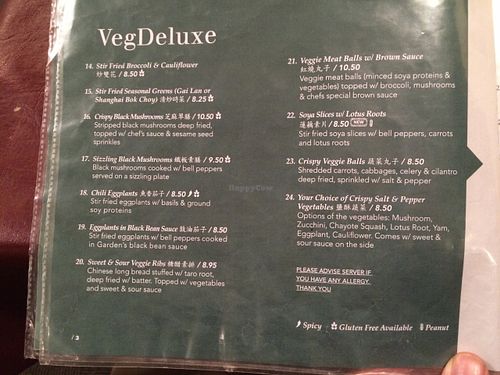 VegDeluxe
14. Stir Fried Broccoli & Cauliflower
炒雙花 / 8.50
15. Stir Fried Seasonal Greens (Gai Lan or
Shanghai Bok Choy) 清炒時菜 / 8.25
16. Crispy Black Mushrooms 芝麻草膳 / 10.50
Stripped black mushrooms deep fried,
topped w/ chef's sauce & sesame seed
sprinkles
17. Sizzling Black Mushrooms 鐵板素膳 / 9.50
Black mushrooms cooked w/ bell peppers
served on a sizzling plate
18. Chili Eggplants 魚香茄子 / 8.50
Stir fried eggplants w/ basils & ground
soy proteins
19. Eggplants in Black Bean Sauce 豉油茄子 / 8.50
Stir fried eggplants w/ bell peppers cooked
in Garden's black bean sauce
20. Sweet & Sour Veggie Ribs 糖醋素排 / 8.95
Chinese long bread stuffed w/ taro root,
deep fried w/ batter. Topped w/ vegetables
and sweet & sour sauce
/ 3
21. Veggie Meat Balls w/ Brown Sauce
紅燒丸子 / 10.50
Veggie meat balls (minced soya proteins &
vegetables) topped w/ broccoli, mushrooms
& chefs special brown sauce
22. Soya Slices w/ Lotus Roots
蓮藕素片 / 8.50 NEW
Stir fried soya slices w/ bell peppers, carrots
and lotus roots
23. Crispy Veggie Balls 蔬菜丸子 / 8.50
Shredded carrots, cabbages, celery & cilantro
deep fried, sprinkled w/ salt & pepper
24. Your Choice of Crispy Salt & Pepper
Vegetables 鹽酥蔬菜 / 8.50
Options of the vegetables: Mushroom,
Zucchini, Chayote Squash, Lotus Root, Yam,
Eggplant, Cauliflower. Comes w/ sweet &
sour sauce on the side
PLEASE ADVISE SERVER IF
YOU HAVE ANY ALLERGY.
THANK YOU
Spicy Gluten Free Available Peanut
HappyCow